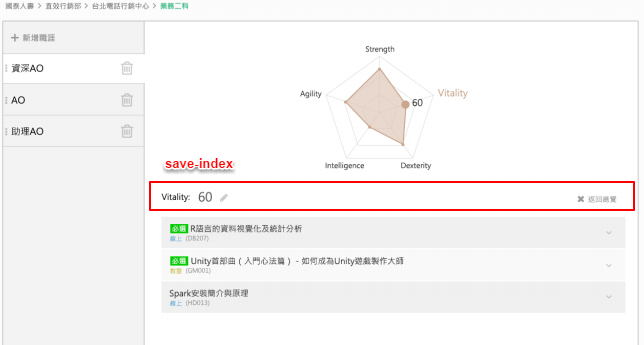 國泰人壽 > 直效行銷部 > 台北電話行銷中心 > 業務二科
+ 新增職涯
資深AO
AO
助理AO
Strength
Agility
Vitality
60
Intelligence
Dexterity
save-index
Vitality: 60
✖ 返回總覽
必選 R語言的資料視覺化及統計分析
線上 (DB207)
必選 Unity首部曲（入門心法篇）- 如何成為Unity遊戲製作大師
教室 (GM001)
Spark安裝簡介與原理
線上 (HD013)